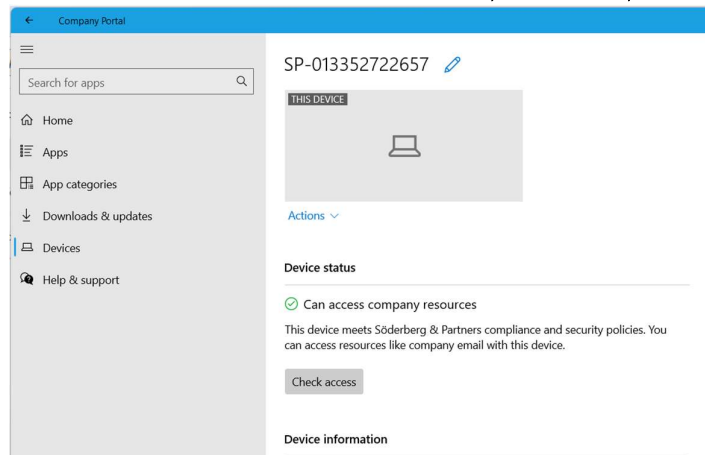 Company Portal
Search for apps
Home
Apps
App categories
Downloads & updates
Devices
Help & support
SP-013352722657
THIS DEVICE
Actions
Device status
Can access company resources
This device meets Söderberg & Partners compliance and security policies. You
can access resources like company email with this device.
Check access
Device information